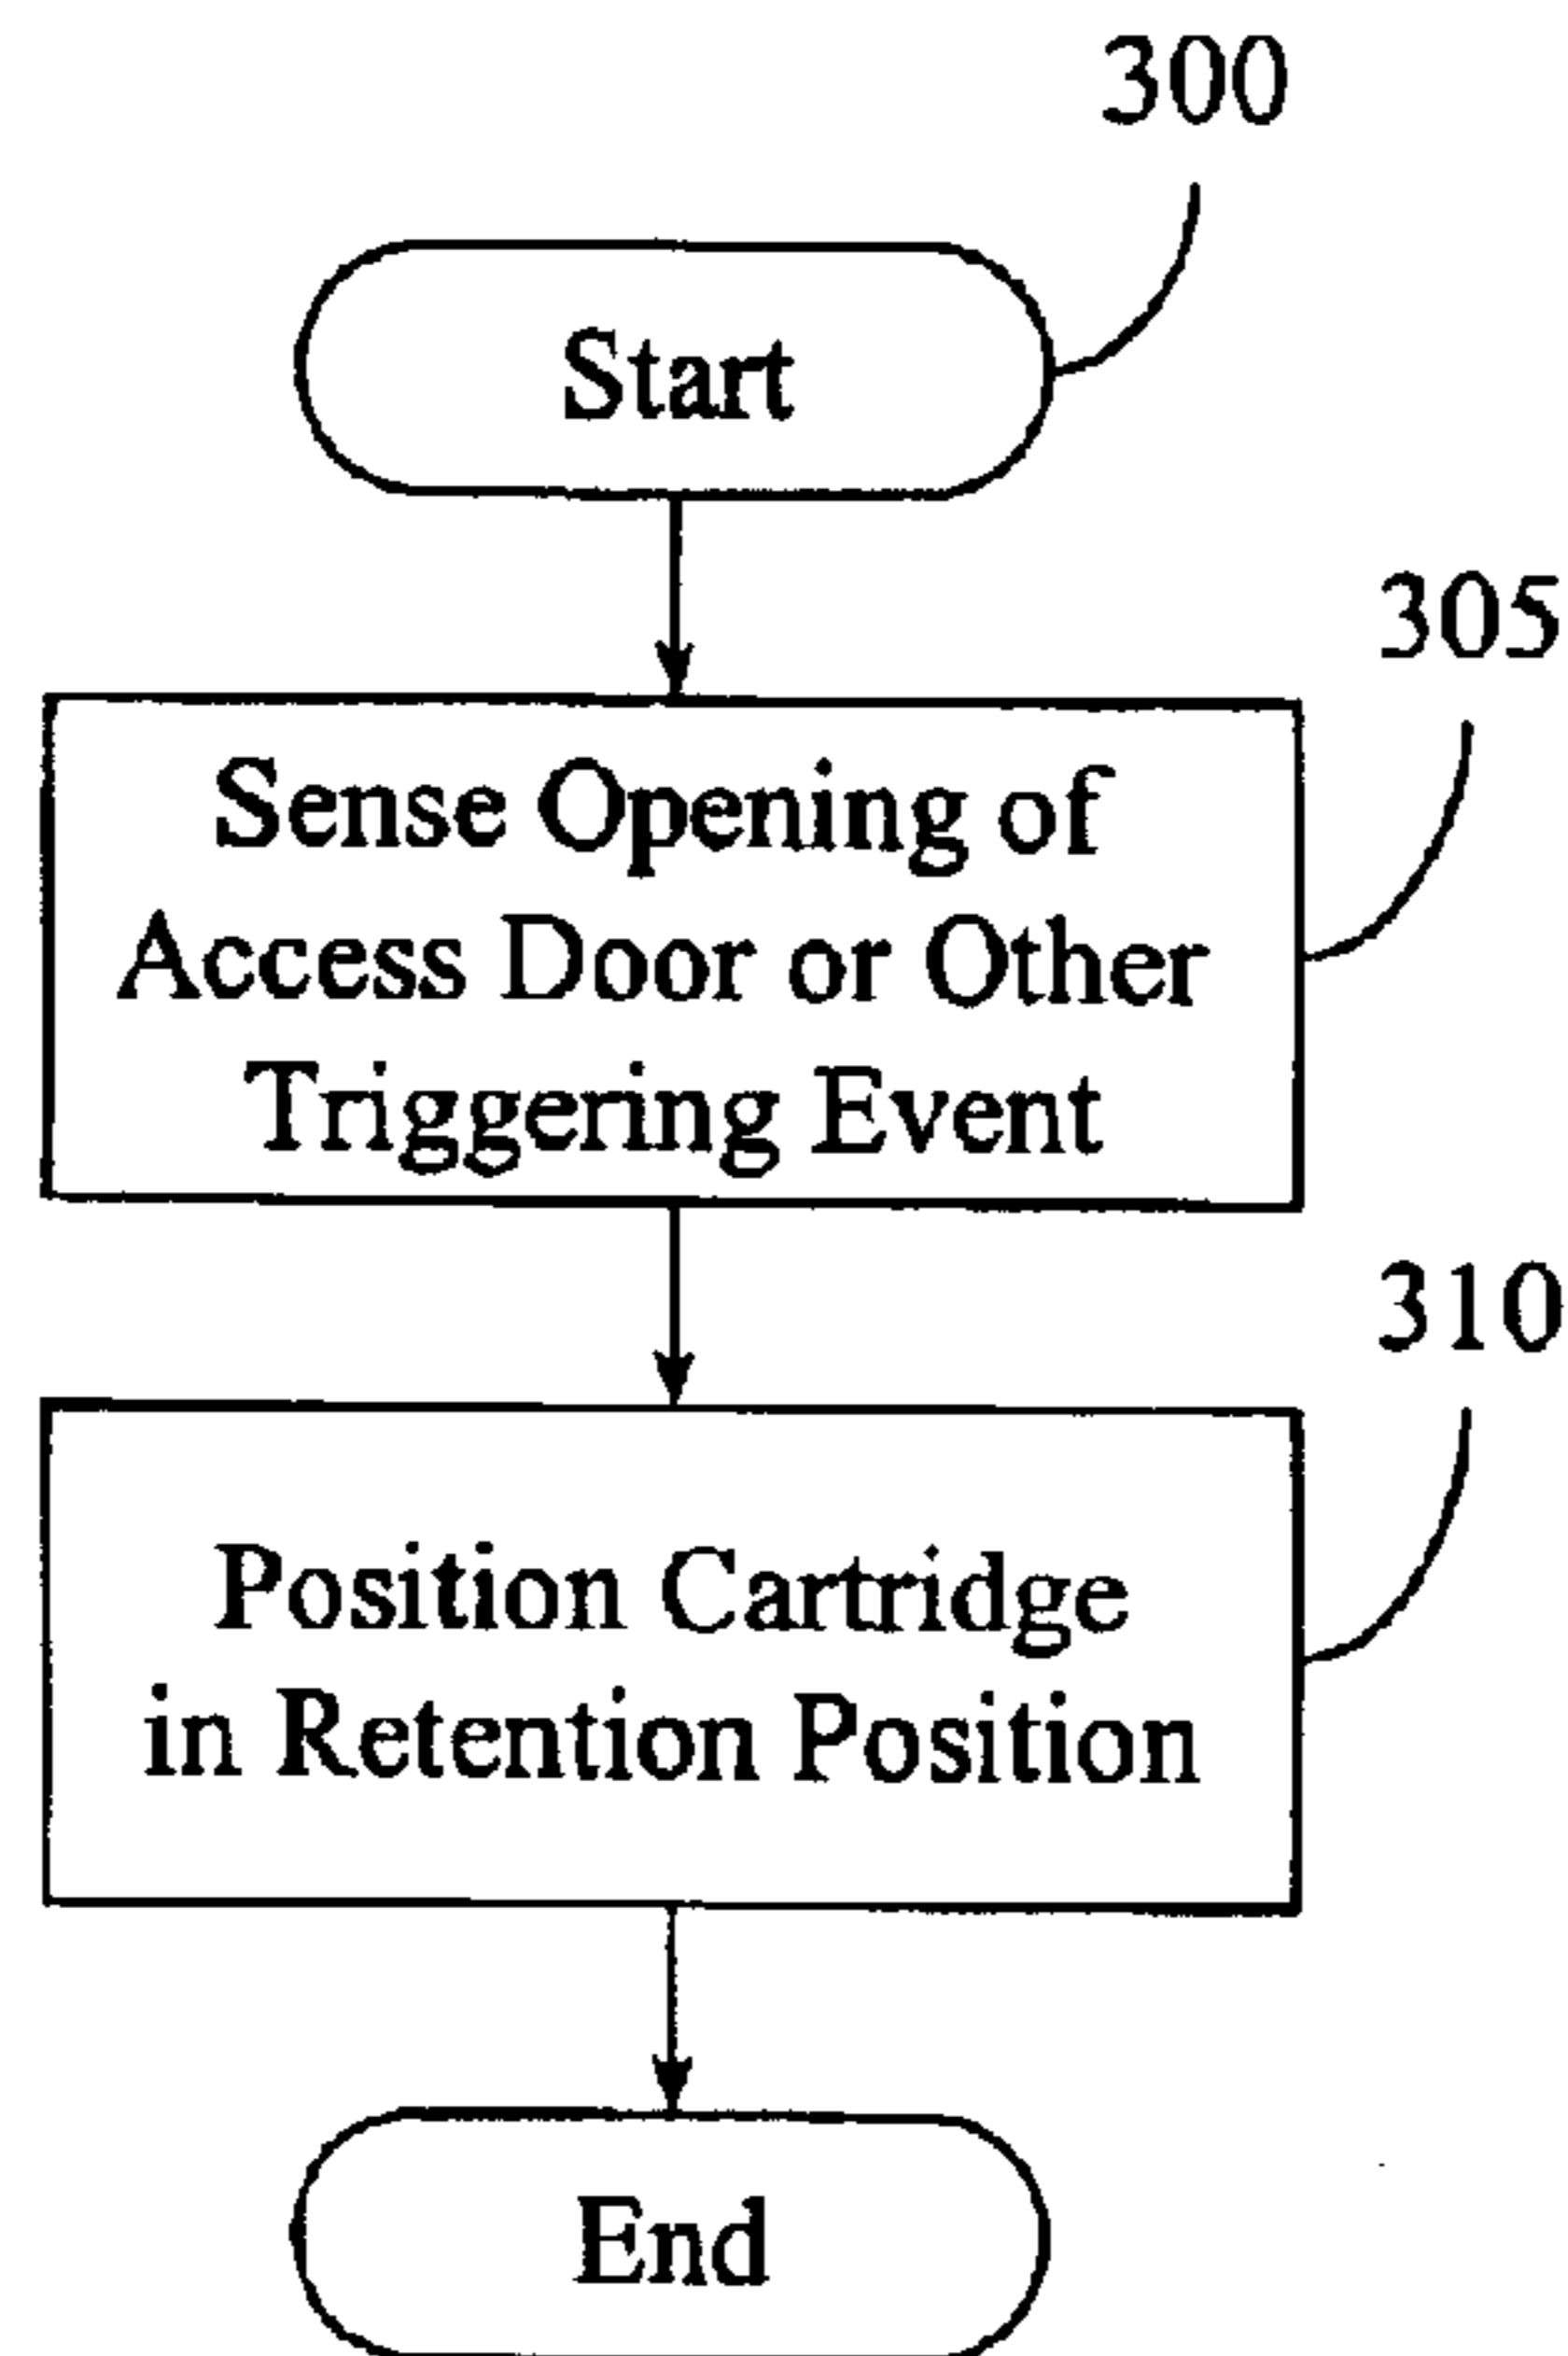 300
Start
305
Sense Opening of
Access Door or Other
Triggering Event
310
Position Cartridge
in Retention Position
End